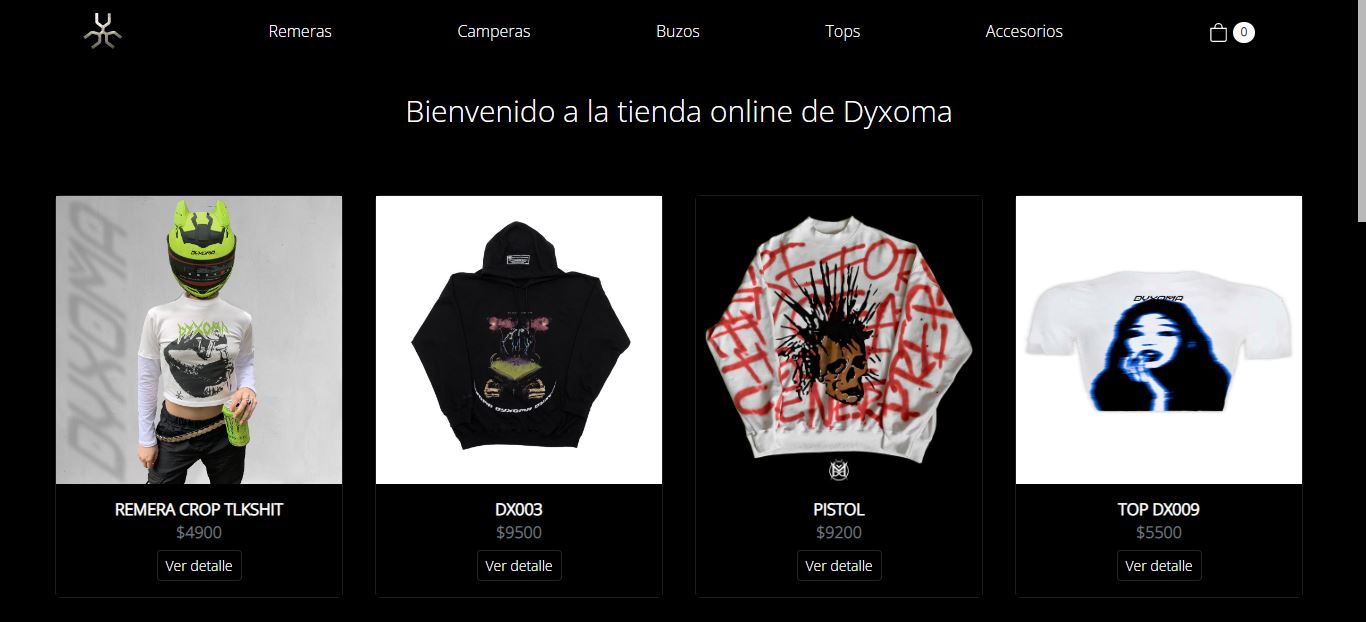 Remeras Camperas Buzos Tops Accesorios 0
Bienvenido a la tienda online de Dyxoma
DYXOMA
DYXOMA
DYXOMA
DYXOMA
REMERA CROP TLKSHIT
$4900
Ver detalle
DX003
$9500
Ver detalle
PISTOL
$9200
Ver detalle
TOP DX009
$5500
Ver detalle